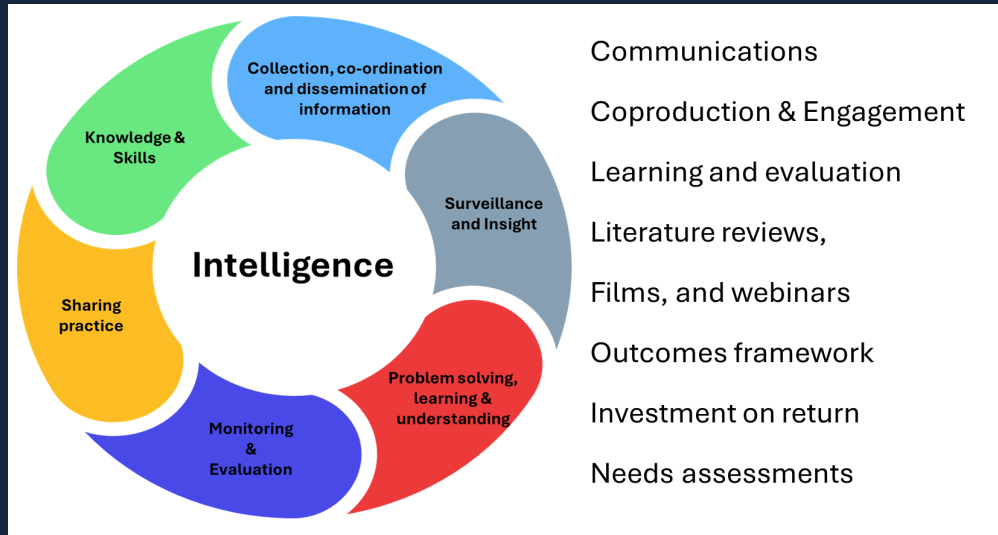 Collection, co-ordination
and dissemination of
information
Surveillance
and Insight
Problem solving,
learning &
understanding
Monitoring
&
Evaluation
Sharing
practice
Knowledge &
Skills
Intelligence
Communications
Coproduction & Engagement
Learning and evaluation
Literature reviews,
Films, and webinars
Outcomes framework
Investment on return
Needs assessments